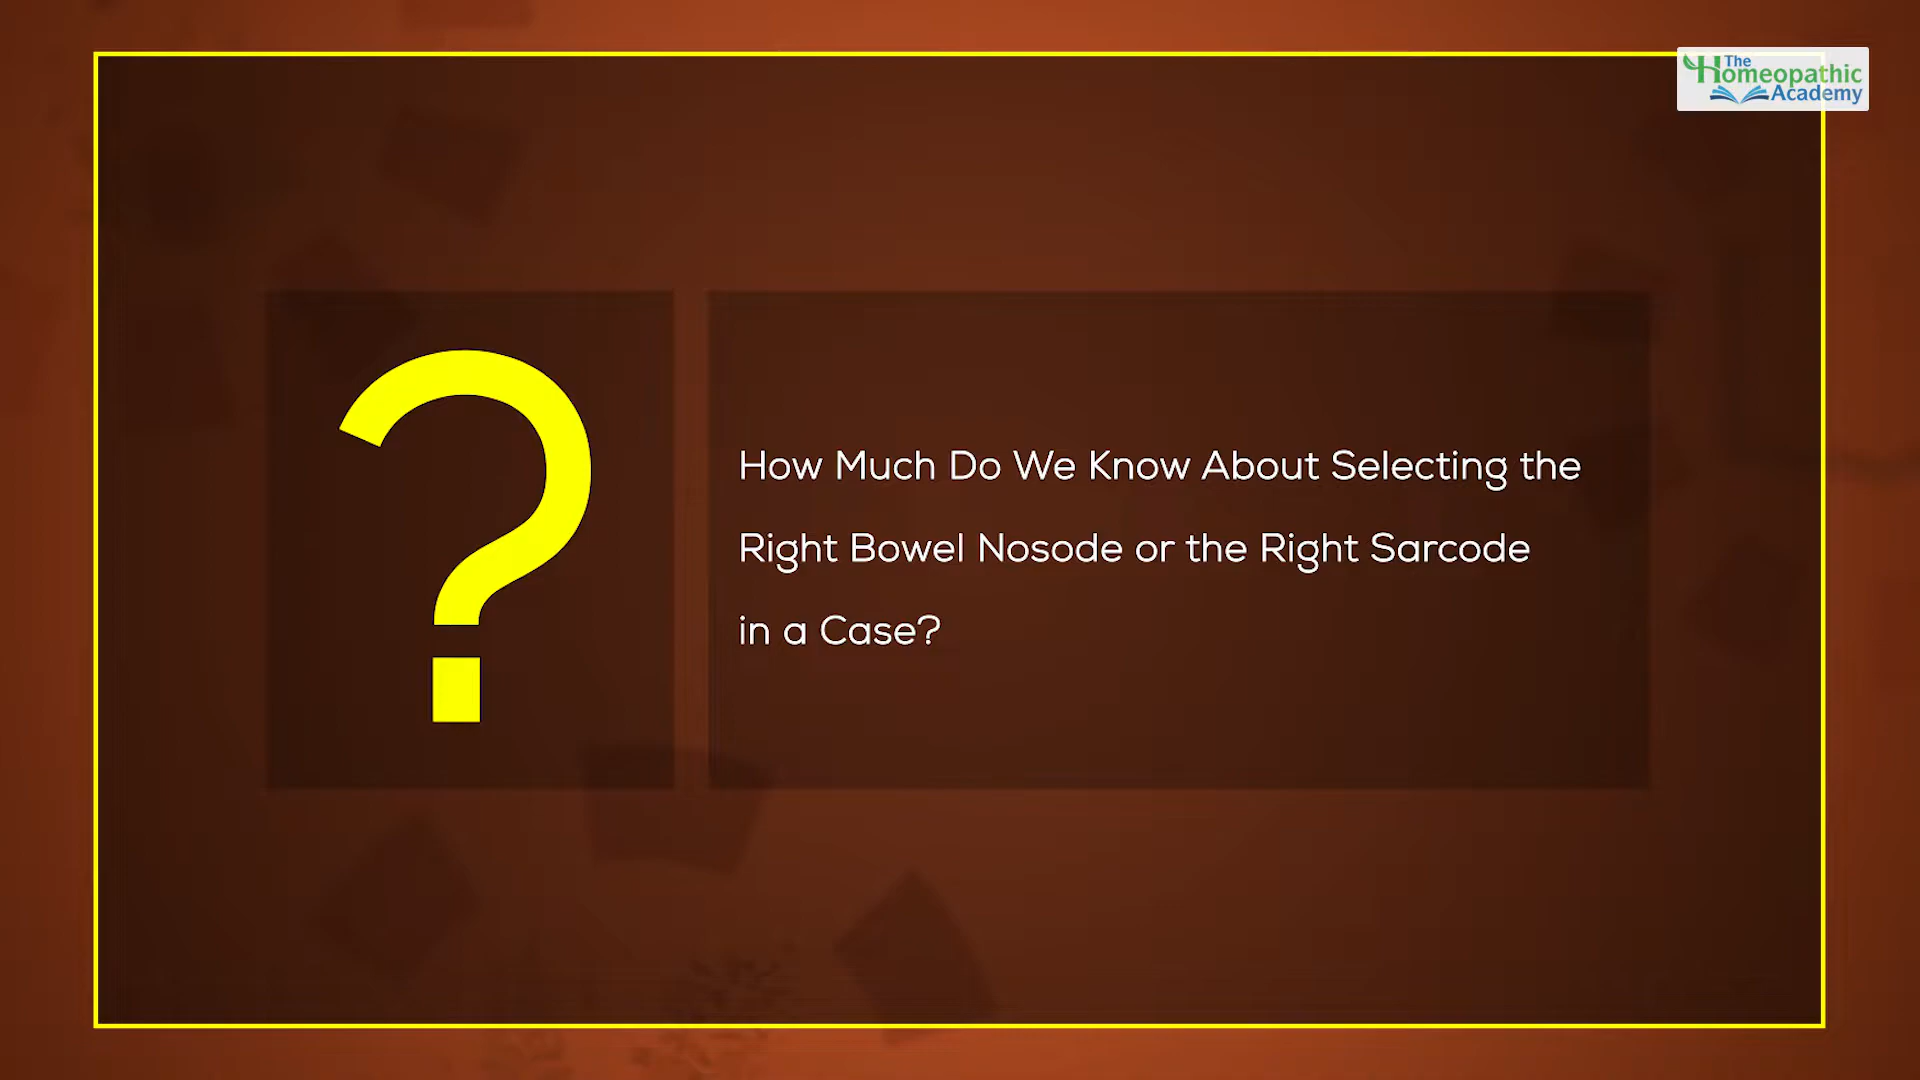 The
Homeopathic
Academy
?
How Much Do We Know About Selecting the
Right Bowel Nosode or the Right Sarcode
in a Case?